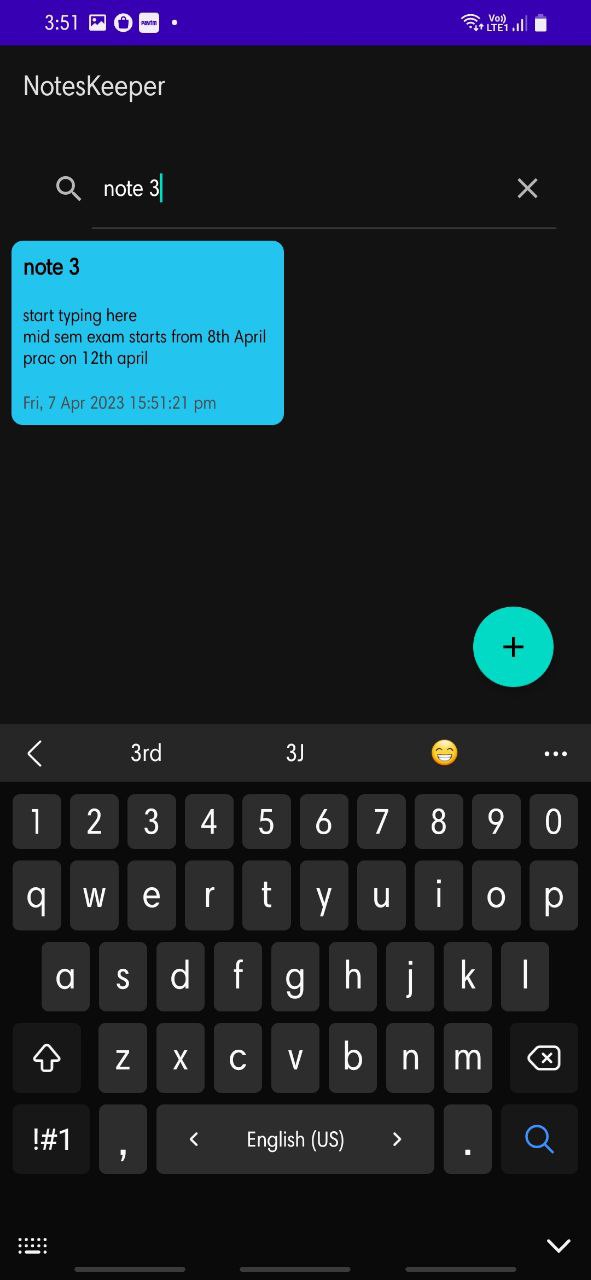 3:51 Paytm Vo)) LTE1
NotesKeeper
note 3
note 3
start typing here
mid sem exam starts from 8th April
prac on 12th april
Fri, 7 Apr 2023 15:51:21 pm
+
3rd 3J
1 2 3 4 5 6 7 8 9 0
q w e r t y u i o p
a s d f g h j k l
z x c v b n m
!#1 , < English (US) > .